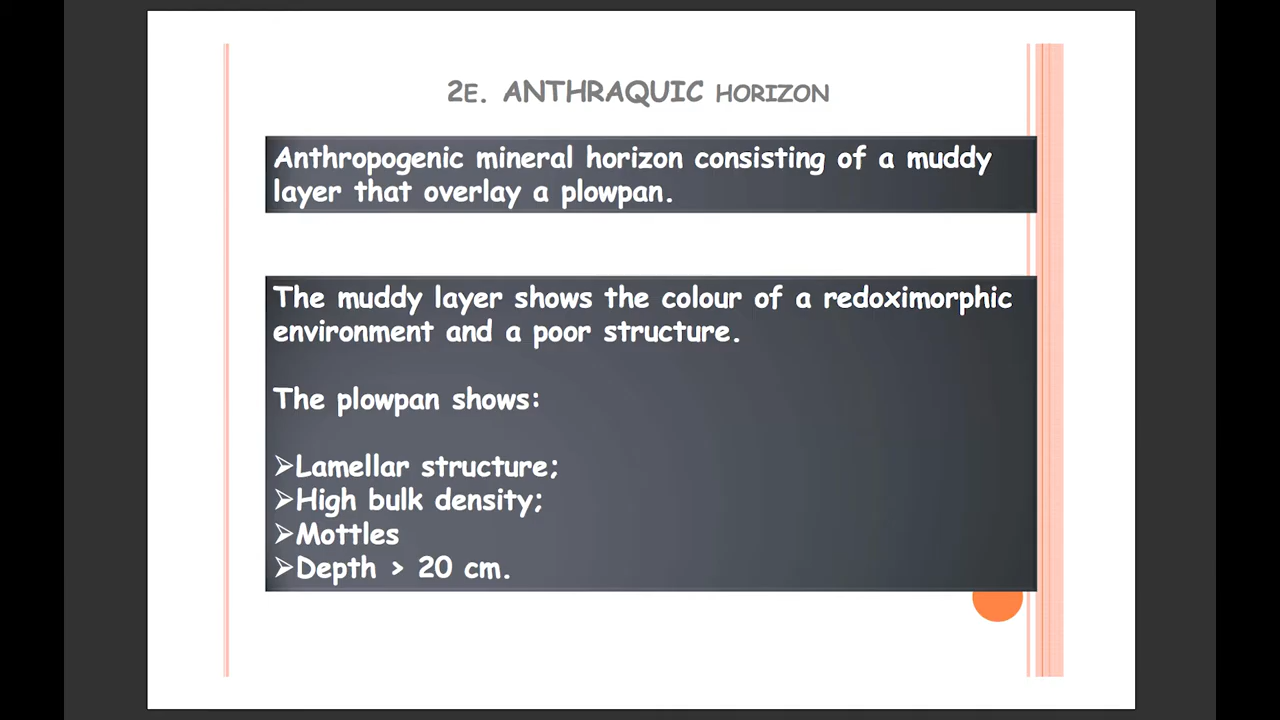 2E. ANTHRAQUIC HORIZON
Anthropogenic mineral horizon consisting of a muddy
layer that overlay a plowpan.
The muddy layer shows the colour of a redoximorphic
environment and a poor structure.
The plowpan shows:
➢Lamellar structure;
➢High bulk density;
➢Mottles
➢Depth > 20 cm.